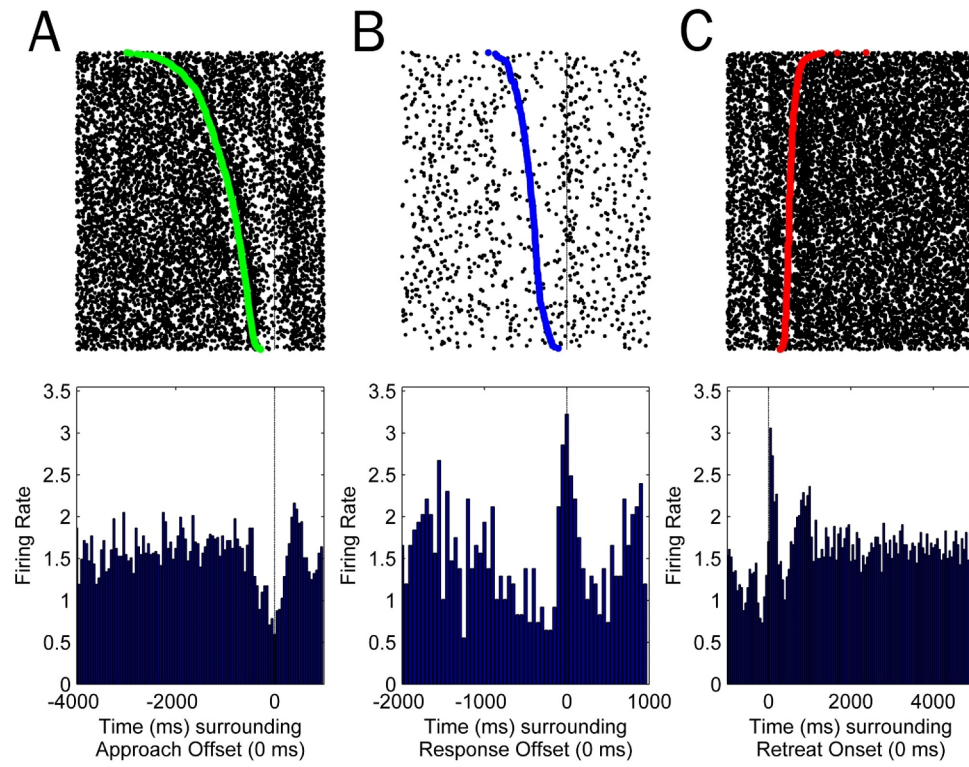 A B C
3.5 3.5 3.5
3 3 3
2.5 2.5 2.5
2 2 2
1.5 1.5 1.5
1 1 1
0.5 0.5 0.5
0 0 0
Firing Rate Firing Rate Firing Rate
-4000 -2000 0 -2000 -1000 0 1000 0 2000 4000
Time (ms) surrounding Time (ms) surrounding Time (ms) surrounding
Approach Offset (0 ms) Response Offset (0 ms) Retreat Onset (0 ms)